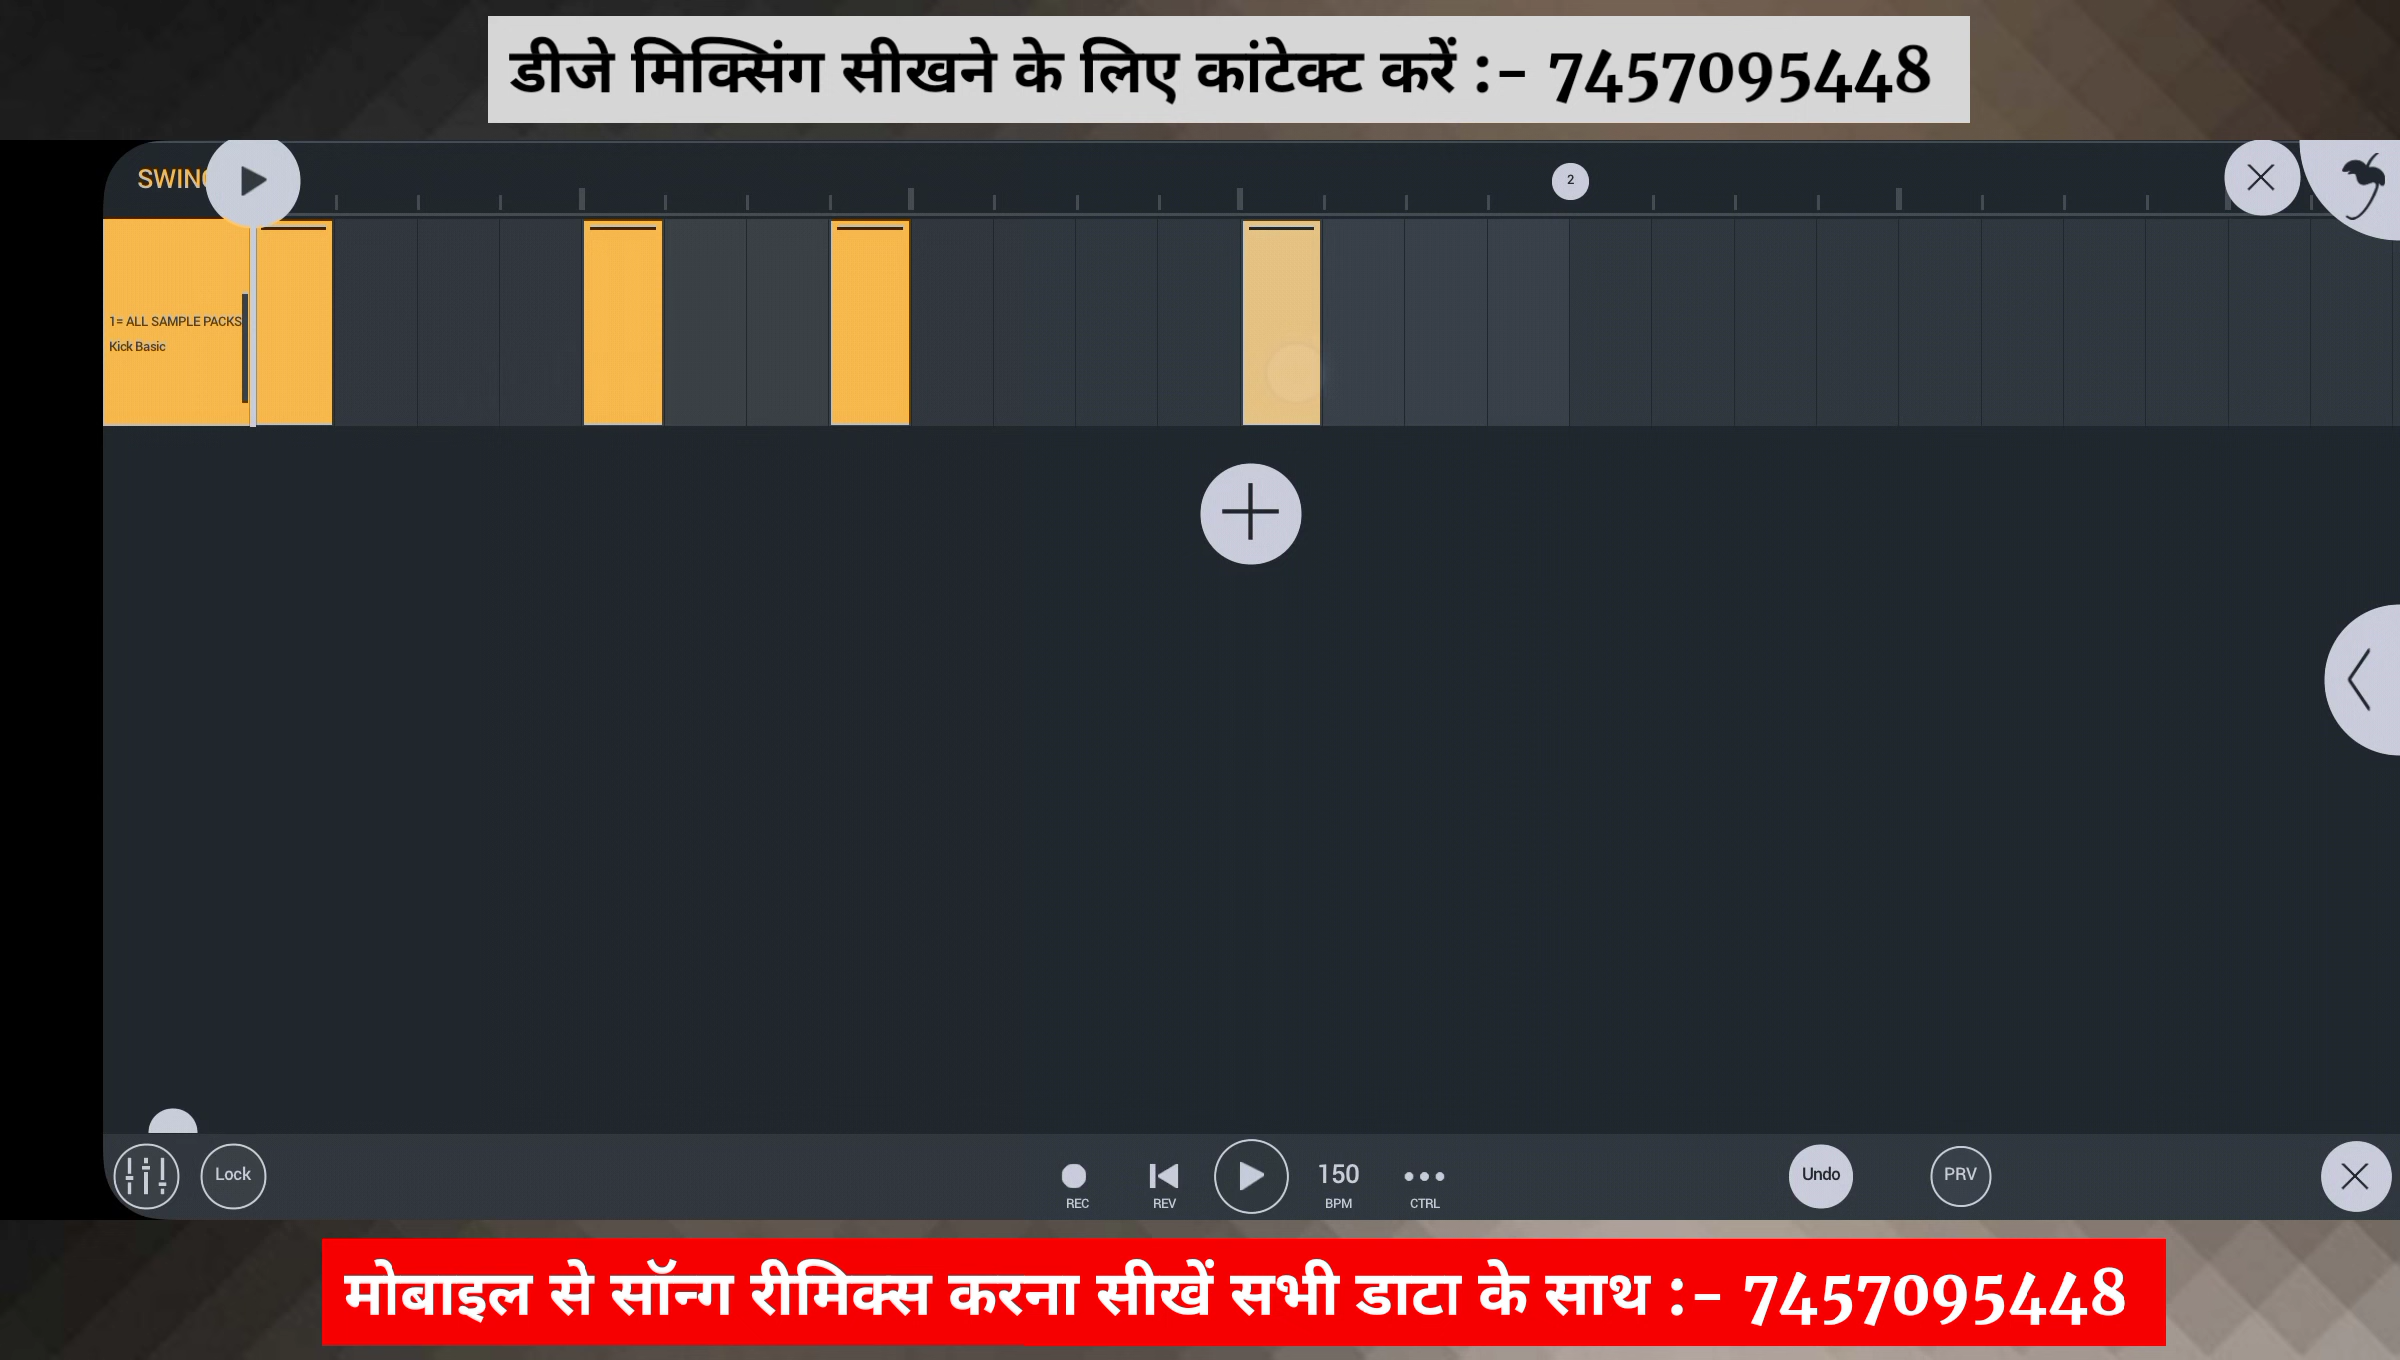 डीजे मिक्सिंग सीखने के लिए कांटेक्ट करें :- 7457095448
SWING
2
1= ALL SAMPLE PACKS
Kick Basic
Lock
REC
REV
150
BPM
CTRL
Undo
PRV
मोबाइल से सॉन्ग रीमिक्स करना सीखें सभी डाटा के साथ :- 7457095448